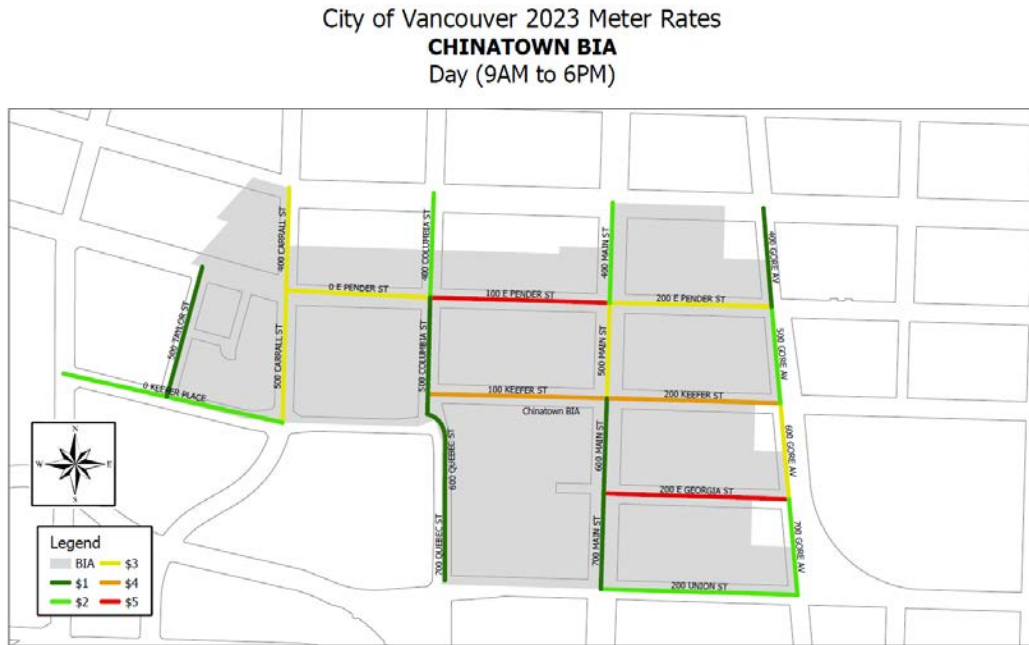 City of Vancouver 2023 Meter Rates
CHINATOWN BIA
Day (9AM to 6PM)
400 CARRALL ST
400 COLUMBIA ST
400 MAIN ST
400 GORE AV
0 E PENDER ST
100 E PENDER ST
200 E PENDER ST
500 TAYLOR ST
500 CARRALL ST
500 COLUMBIA ST
500 MAIN ST
500 GORE AV
0 KEEFER PLACE
100 KEEFER ST
200 KEEFER ST
Chinatown BIA
600 QUEBEC ST
600 MAIN ST
600 GORE AV
200 E GEORGIA ST
700 QUEBEC ST
700 MAIN ST
700 GORE AV
200 UNION ST
N
W E
S
Legend
BIA $3
$1 $4
$2 $5